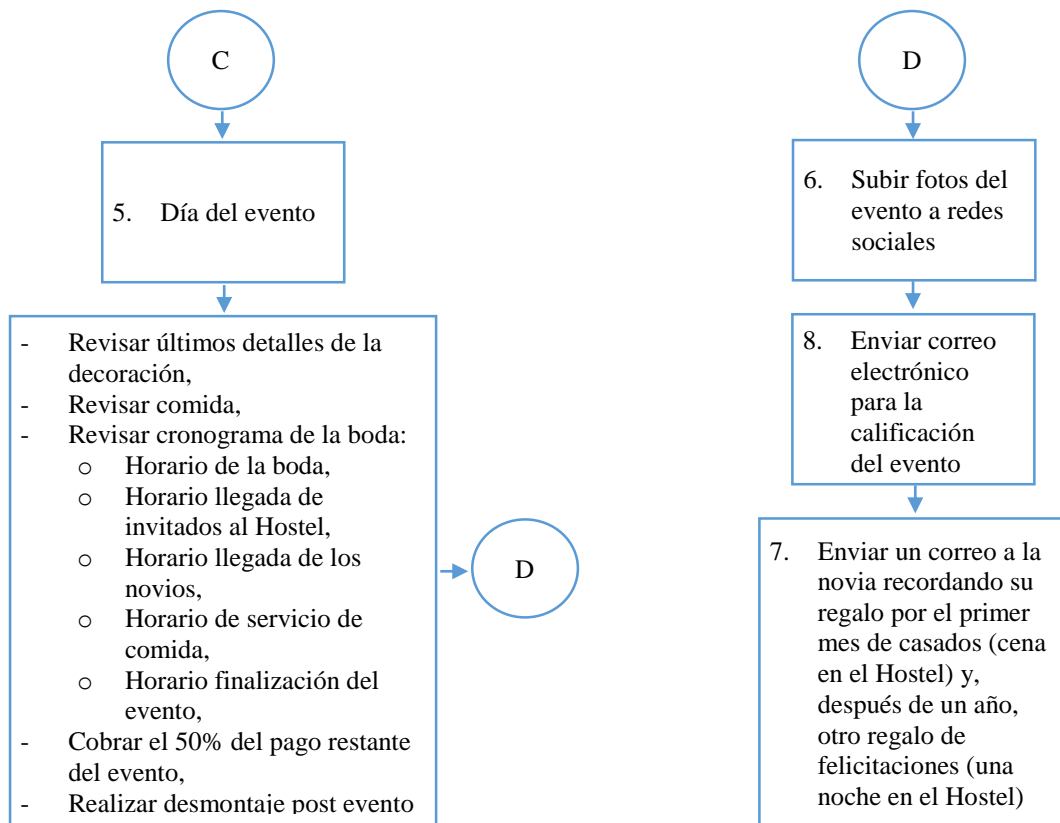 C
5. Día del evento
- Revisar últimos detalles de la
decoración,
- Revisar comida,
- Revisar cronograma de la boda:
o Horario de la boda,
o Horario llegada de
invitados al Hostel,
o Horario llegada de los
novios,
o Horario de servicio de
comida,
o Horario finalización del
evento,
- Cobrar el 50% del pago restante
del evento,
- Realizar desmontaje post evento
D
D
6. Subir fotos del
evento a redes
sociales
8. Enviar correo
electrónico
para la
calificación
del evento
7. Enviar un correo a la
novia recordando su
regalo por el primer
mes de casados (cena
en el Hostel) y,
después de un año,
otro regalo de
felicitaciones (una
noche en el Hostel)